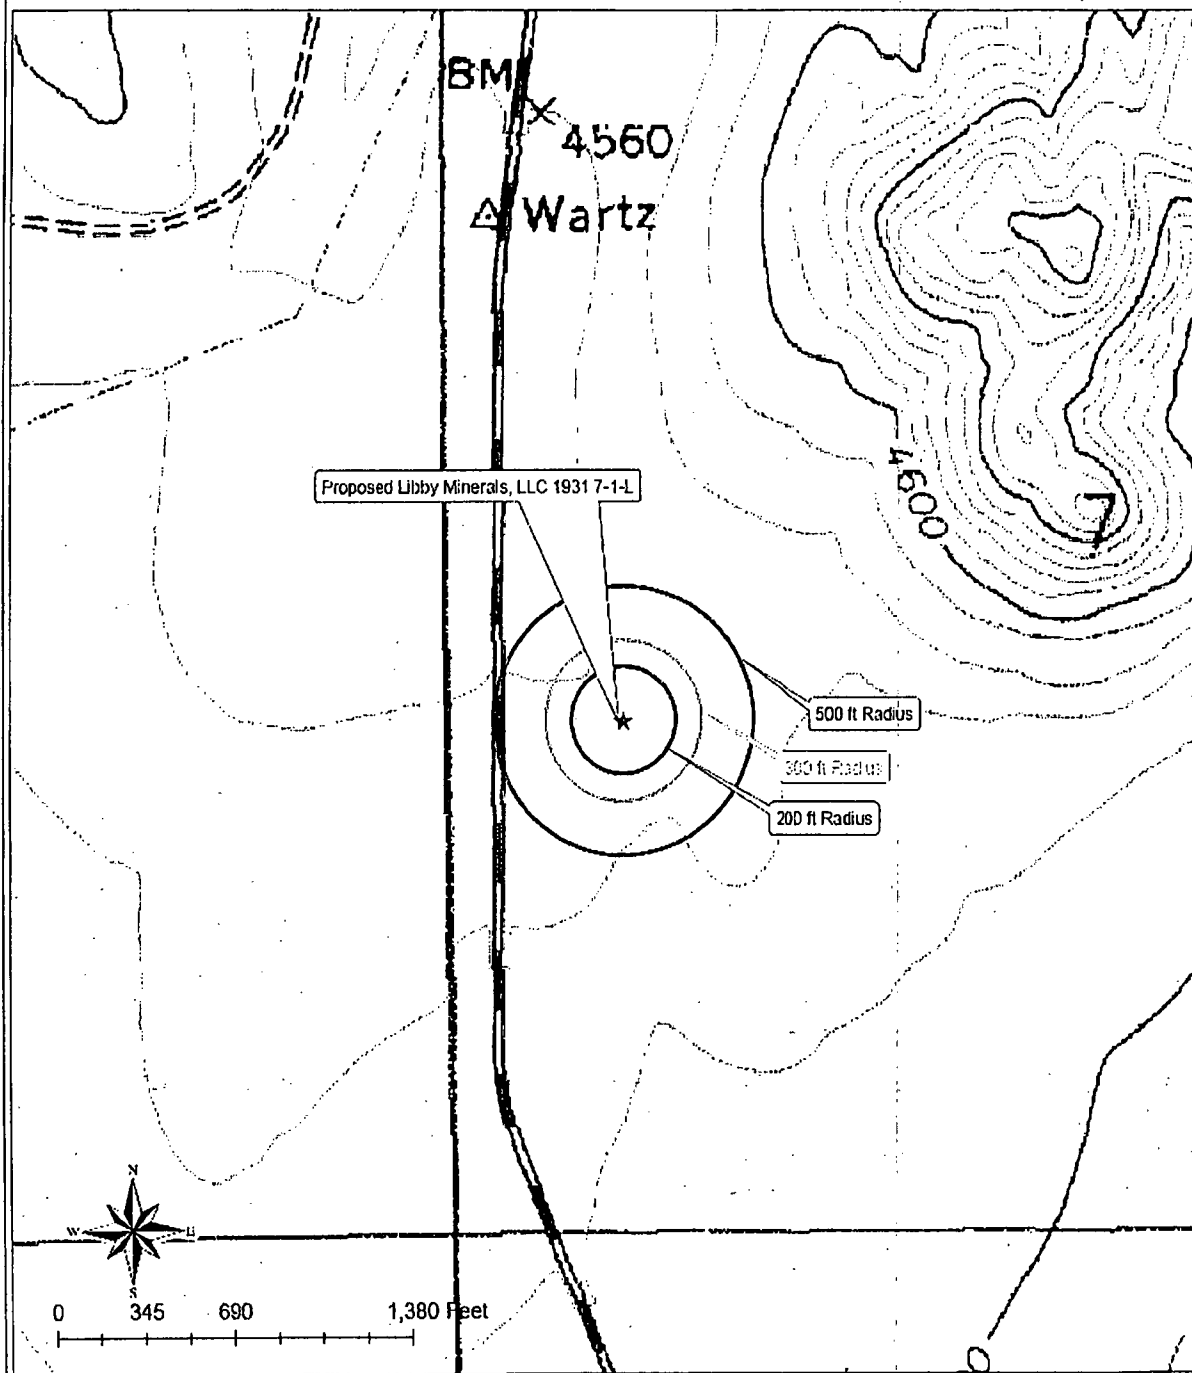 BM
4560
Wartz
Proposed Libby Minerals, LLC 1931 7-1-L
4600
7
500 ft Radius
300 ft Radius
200 ft Radius
N
W E
S
0 345 690 1,380 Feet
0